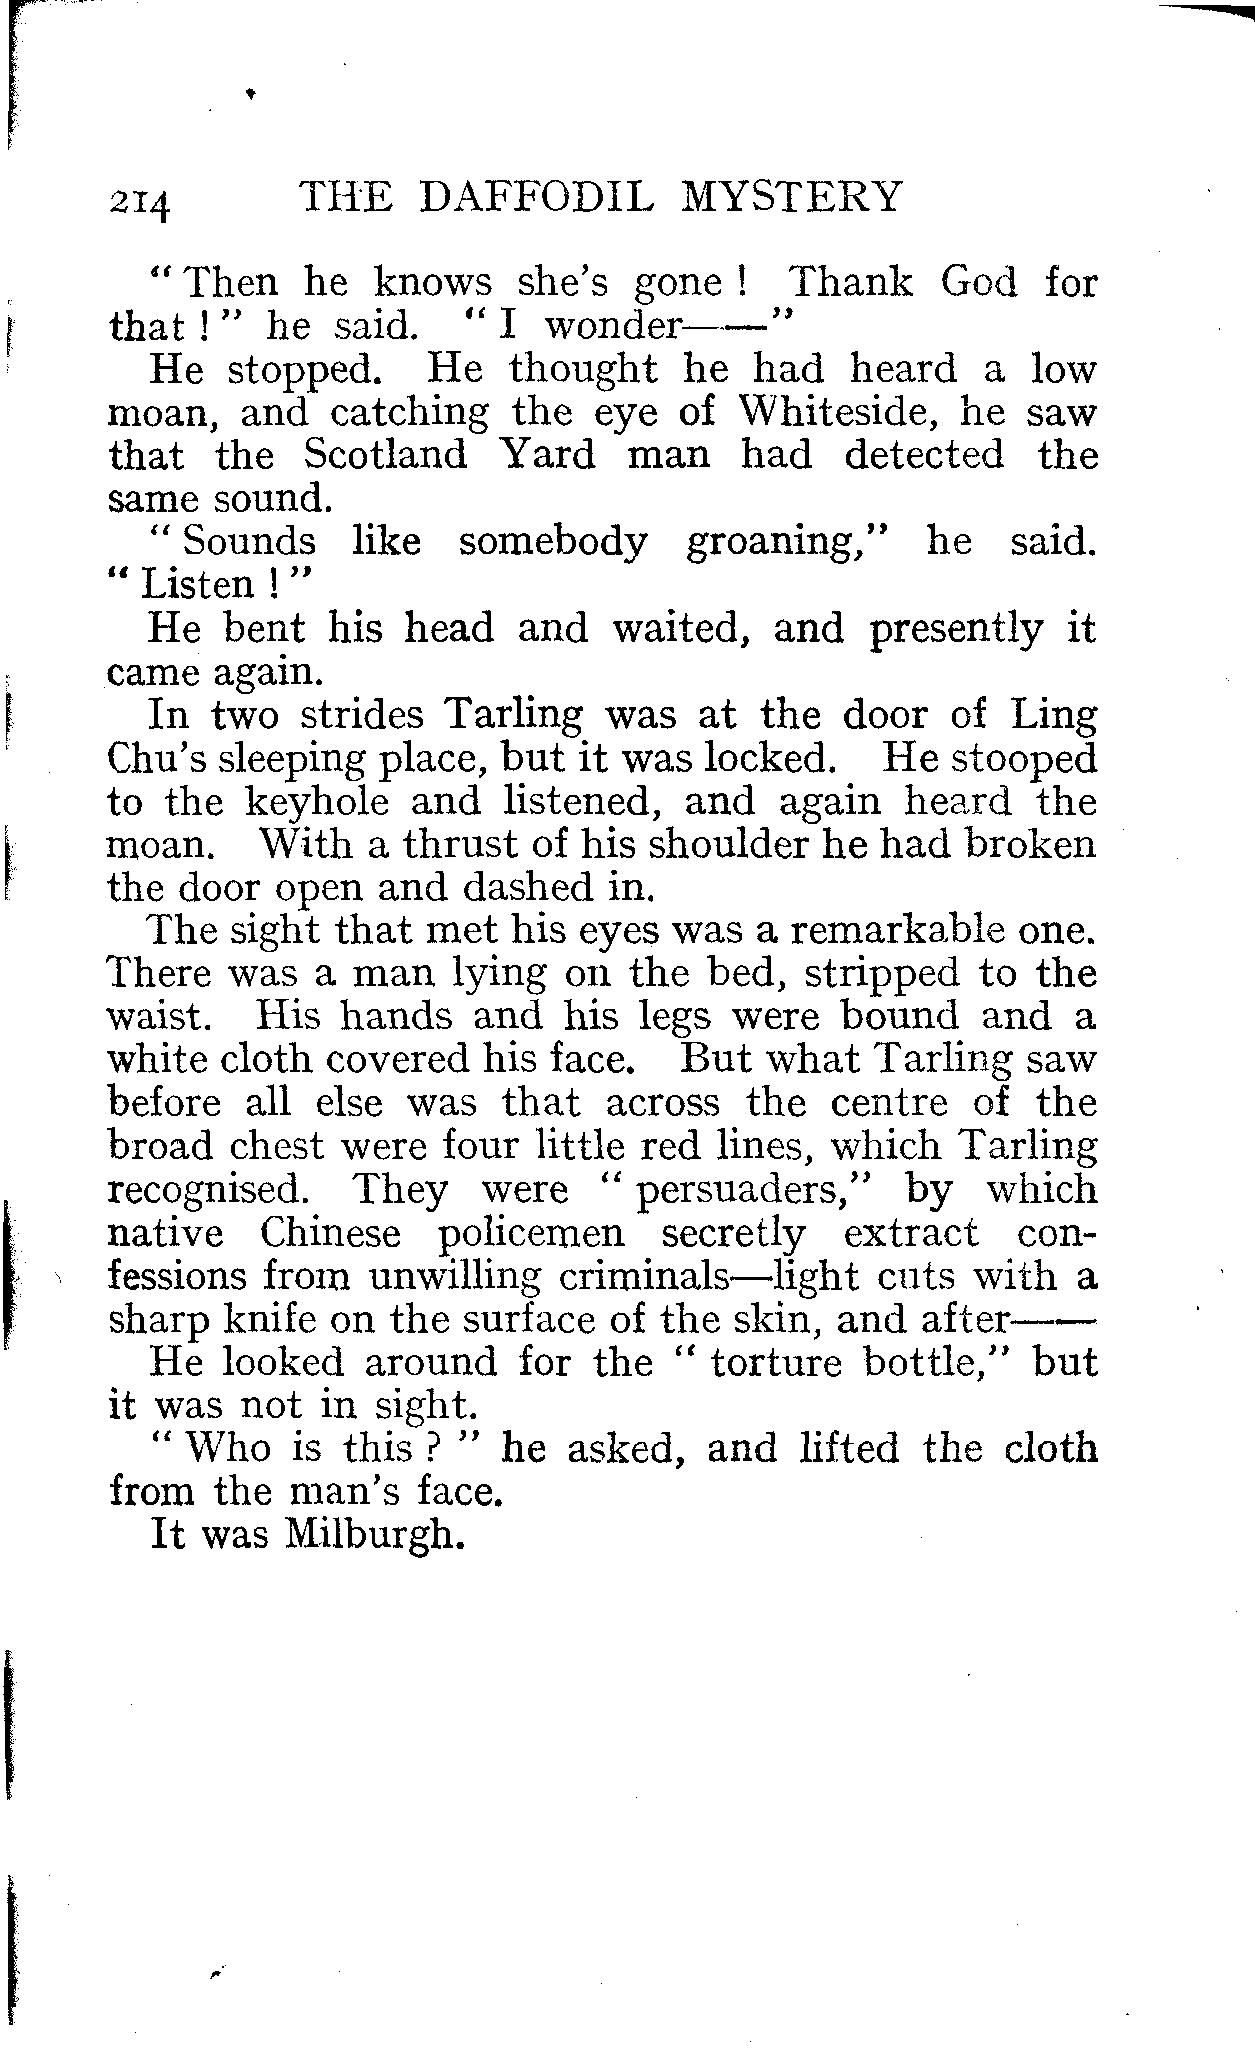 214 THE DAFFODIL MYSTERY
“ Then he knows she's gone ! Thank God for
that ! ” he said. “ I wonder——”
He stopped. He thought he had heard a low
moan, and catching the eye of Whiteside, he saw
that the Scotland Yard man had detected the
same sound.
“ Sounds like somebody groaning,” he said.
“ Listen ! ”
He bent his head and waited, and presently it
came again.
In two strides Tarling was at the door of Ling
Chu's sleeping place, but it was locked. He stooped
to the keyhole and listened, and again heard the
moan. With a thrust of his shoulder he had broken
the door open and dashed in.
The sight that met his eyes was a remarkable one.
There was a man lying on the bed, stripped to the
waist. His hands and his legs were bound and a
white cloth covered his face. But what Tarling saw
before all else was that across the centre of the
broad chest were four little red lines, which Tarling
recognised. They were “ persuaders,” by which
native Chinese policemen secretly extract con-
fessions from unwilling criminals—light cuts with a
sharp knife on the surface of the skin, and after——
He looked around for the “ torture bottle,” but
it was not in sight.
“ Who is this ? ” he asked, and lifted the cloth
from the man's face.
It was Milburgh.